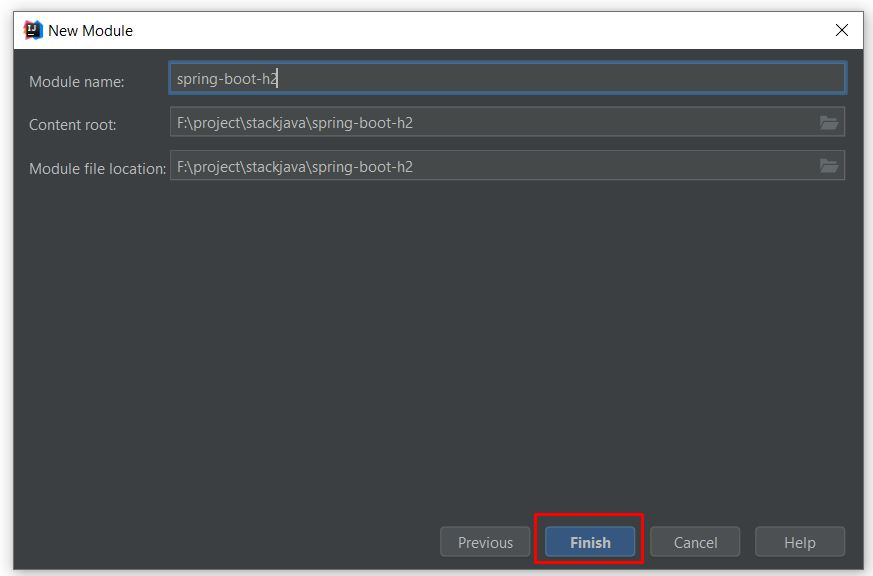 New Module
Module name: spring-boot-h2
Content root: F:\project\stackjava\spring-boot-h2
Module file location: F:\project\stackjava\spring-boot-h2
Previous Finish Cancel Help